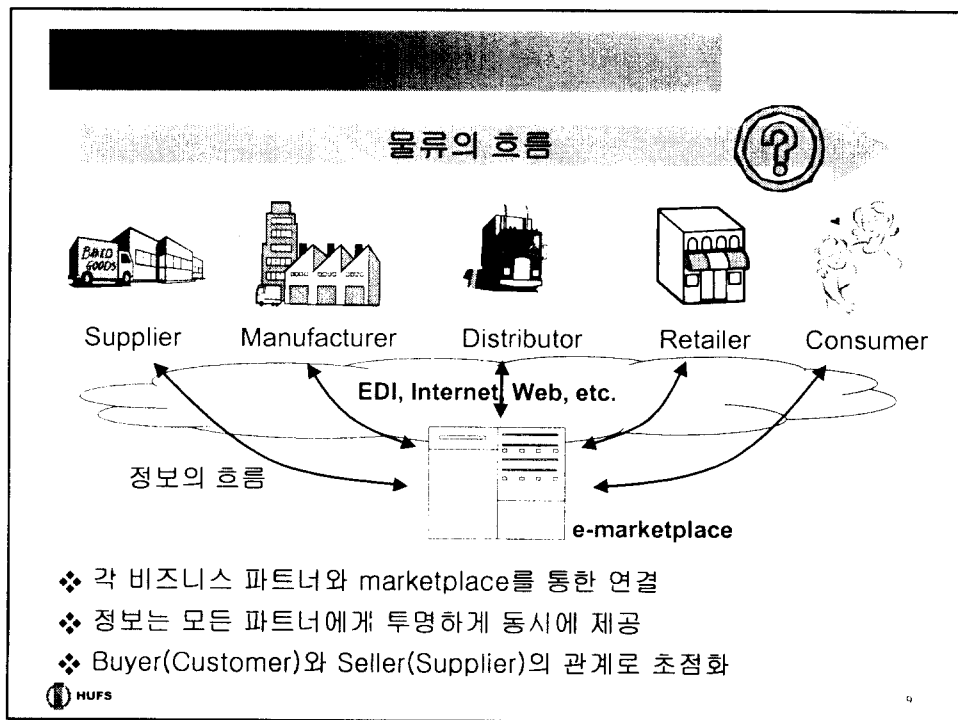 물류의 흐름
BUILD GOODS
Supplier Manufacturer Distributor Retailer Consumer
EDI, Internet, Web, etc.
정보의 흐름
e-marketplace
❖ 각 비즈니스 파트너와 marketplace를 통한 연결
❖ 정보는 모든 파트너에게 투명하게 동시에 제공
❖ Buyer(Customer)와 Seller(Supplier)의 관계로 초점화
HUFS
9